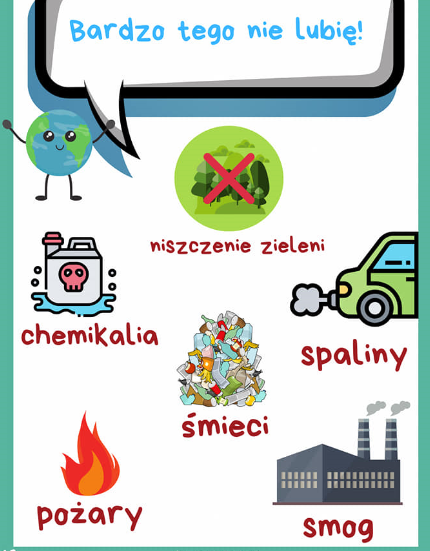 Bardzo tego nie lubię!
niszczenie zieleni
chemikalia
spaliny
śmieci
pożary
smog